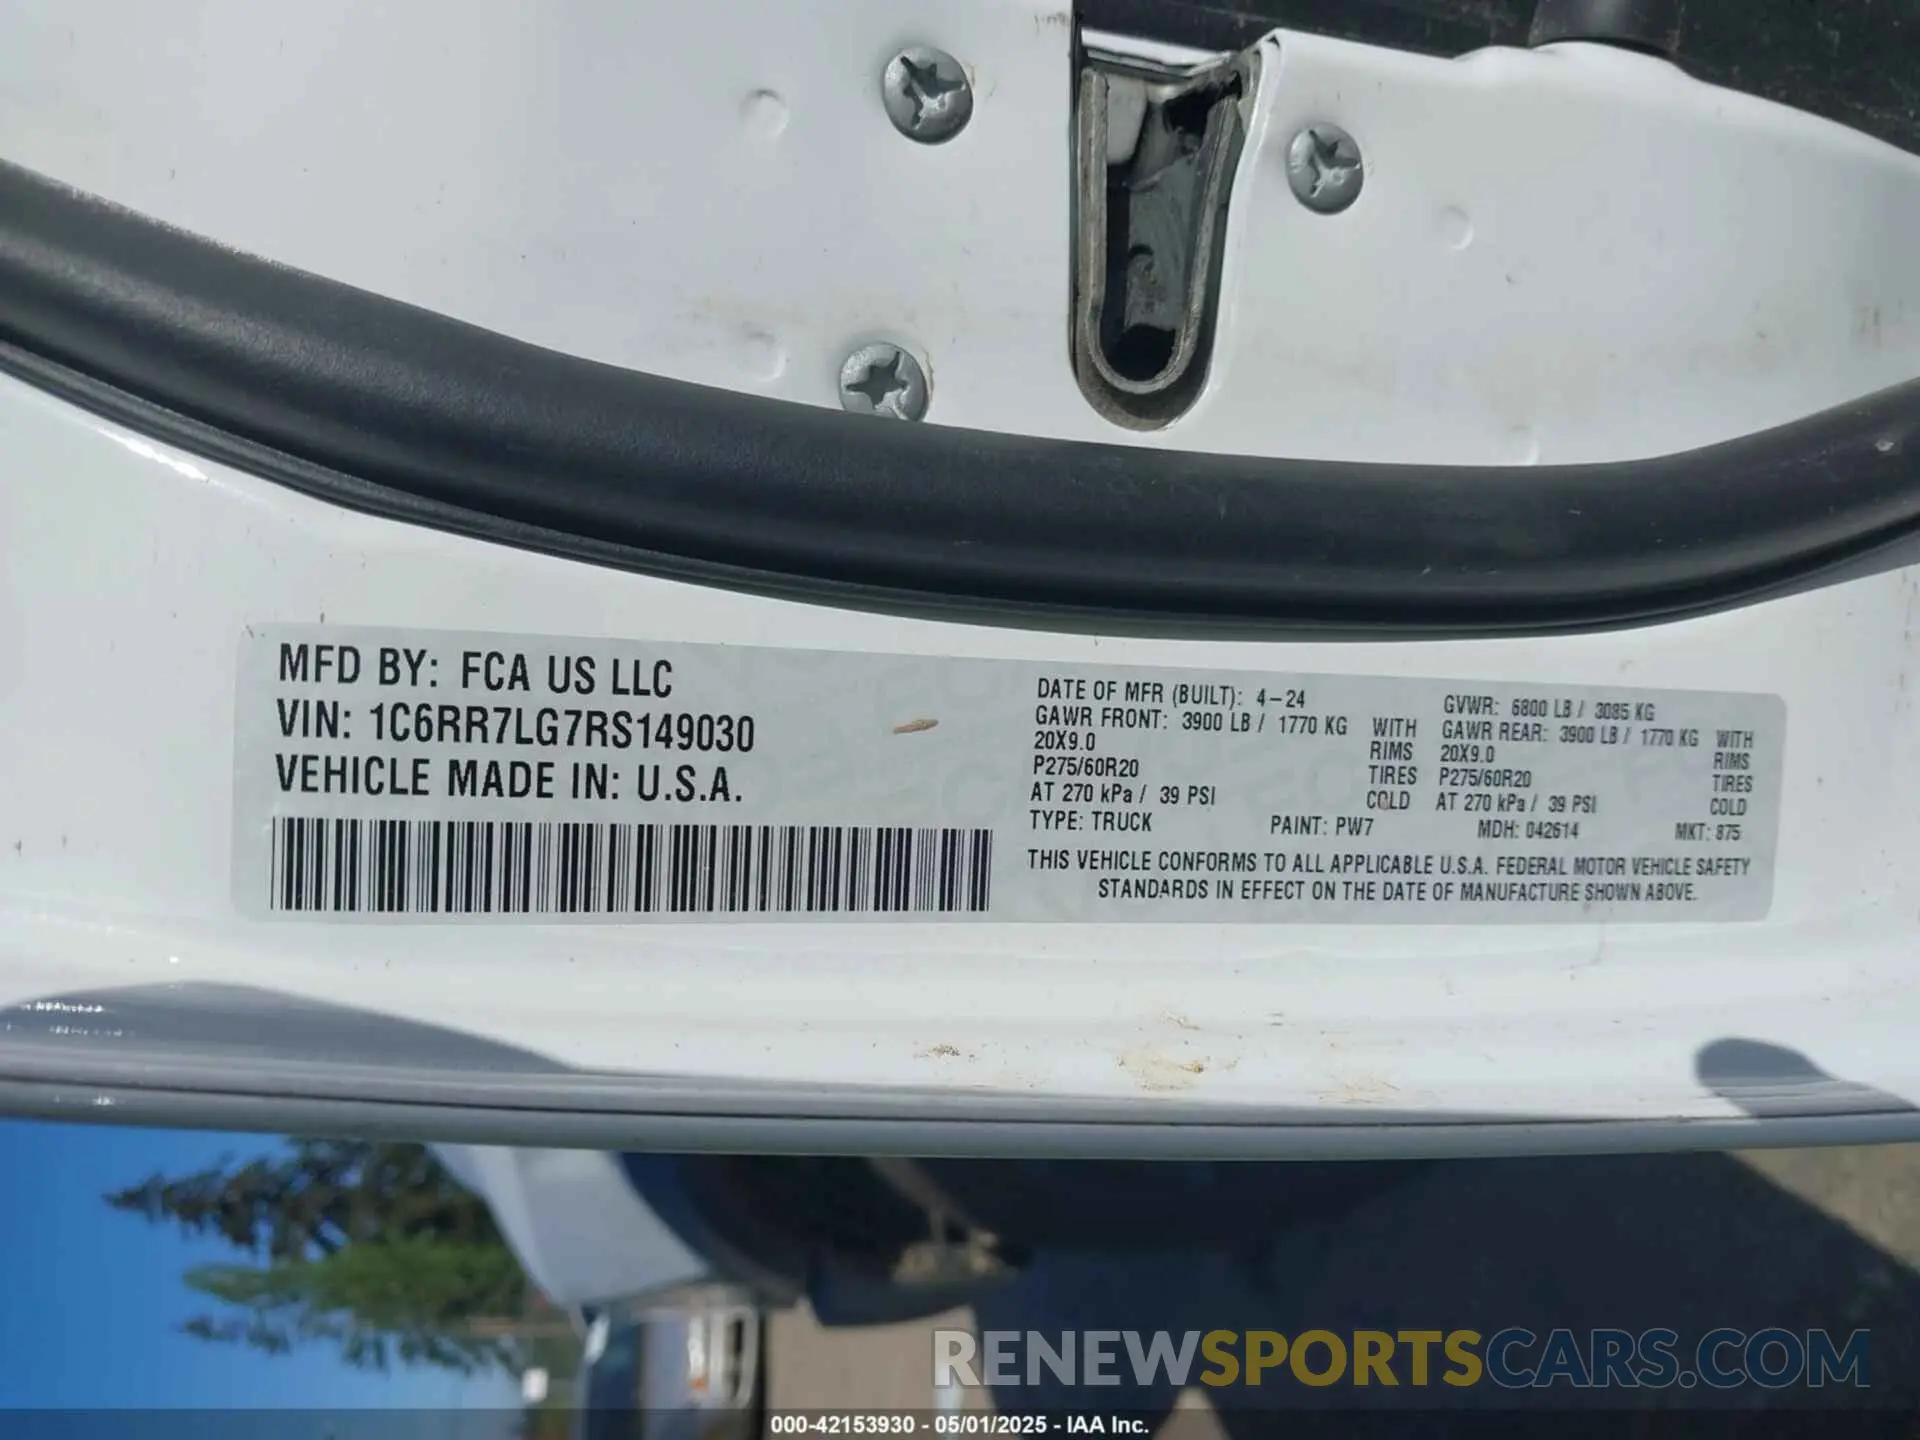 MFD BY: FCA US LLC
VIN: 1C6RR7LG7RS149030
VEHICLE MADE IN: U.S.A.
DATE OF MFR (BUILT): 4-24 GVWR: 6800 LB / 3085 KG
GAWR FRONT: 3900 LB / 1770 KG WITH GAWR REAR: 3900 LB / 1770 KG WITH
20X9.0 RIMS 20X9.0 RIMS
P275/60R20 TIRES P275/60R20 TIRES
AT 270 kPa / 39 PSI COLD AT 270 kPa / 39 PSI COLD
TYPE: TRUCK PAINT: PW7 MDH: 042614 MKT: 875
THIS VEHICLE CONFORMS TO ALL APPLICABLE U.S.A. FEDERAL MOTOR VEHICLE SAFETY
STANDARDS IN EFFECT ON THE DATE OF MANUFACTURE SHOWN ABOVE.
RENEWSPORTSCARS.COM
000-42153930 - 05/01/2025 - IAA Inc.